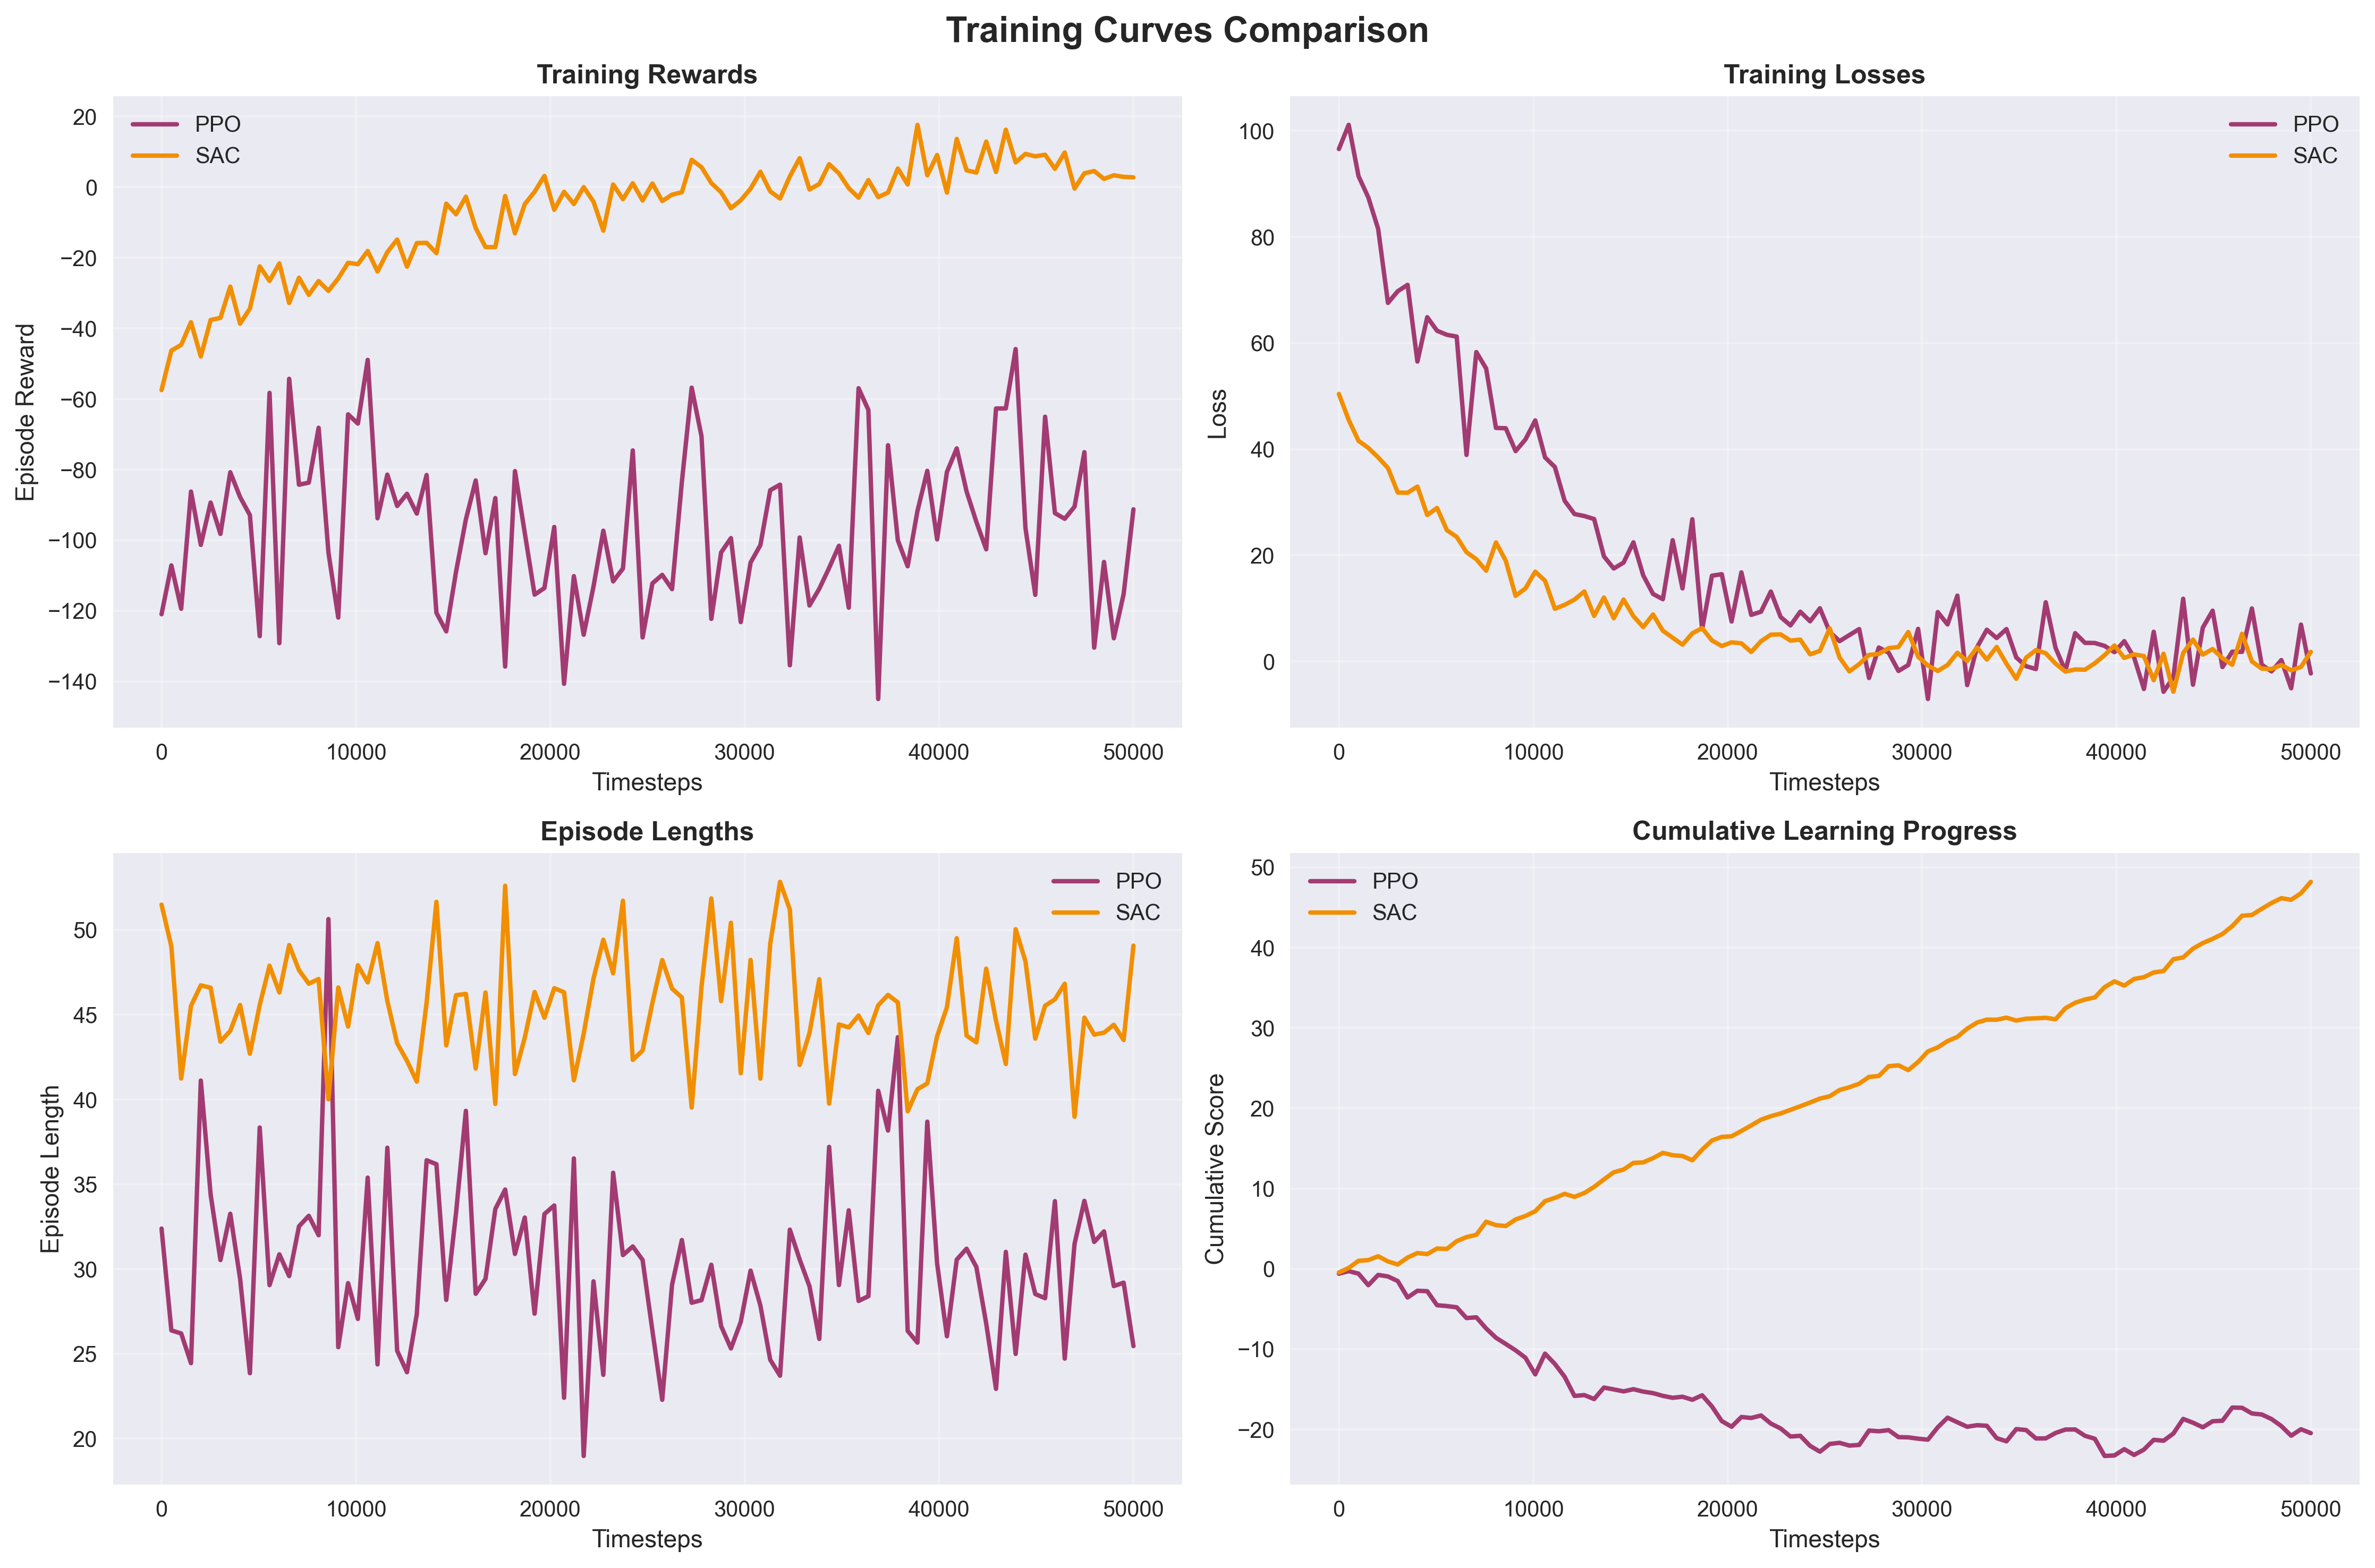 Training Curves Comparison
Training Rewards
PPO
SAC
20
0
−20
−40
−60
−80
−100
−120
−140
Episode Reward
0
10000
20000
30000
40000
50000
Timesteps
Training Losses
PPO
SAC
100
80
60
40
20
0
Loss
0
10000
20000
30000
40000
50000
Timesteps
Episode Lengths
PPO
SAC
50
45
40
35
30
25
20
Episode Length
0
10000
20000
30000
40000
50000
Timesteps
Cumulative Learning Progress
PPO
SAC
50
40
30
20
10
0
−10
−20
Cumulative Score
0
10000
20000
30000
40000
50000
Timesteps